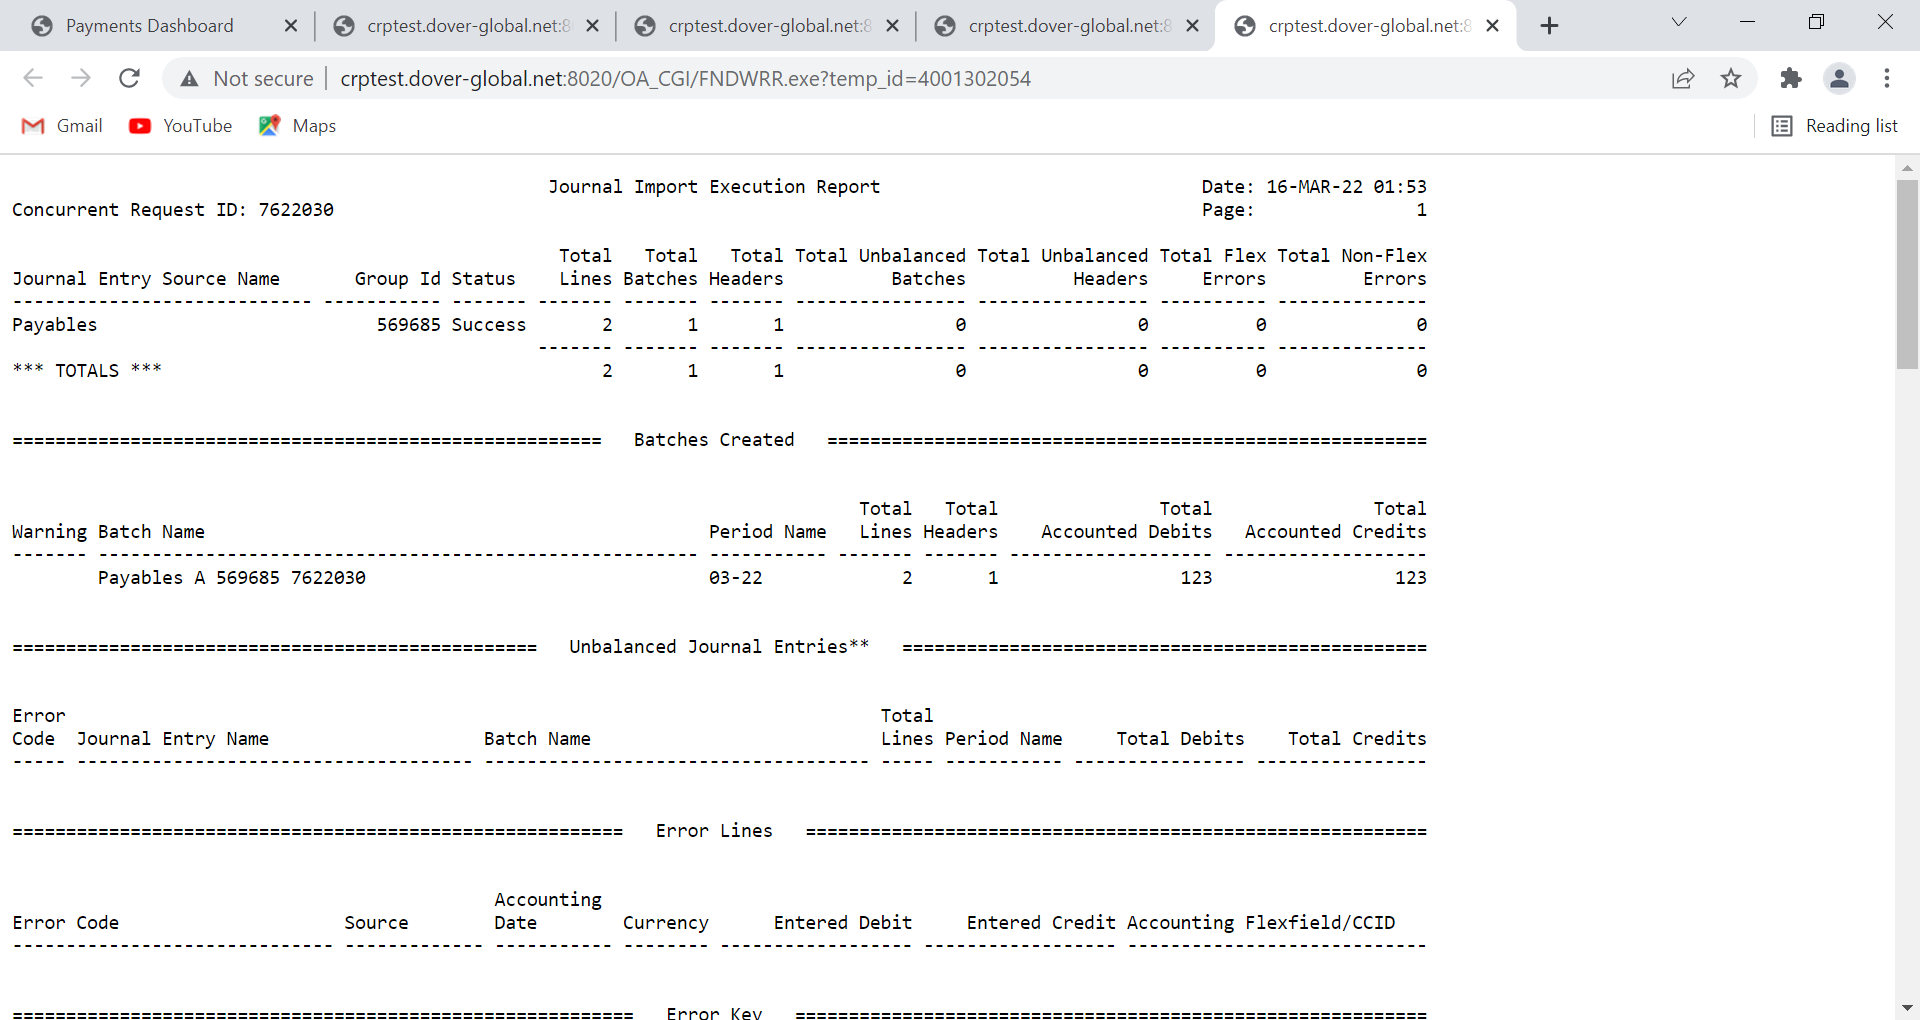 Payments Dashboard
crptest.dover-global.net:8
crptest.dover-global.net:8
crptest.dover-global.net:8
crptest.dover-global.net:8
Not secure crptest.dover-global.net:8020/OA_CGI/FNDWRR.exe?temp_id=4001302054
Gmail YouTube Maps Reading list
Journal Import Execution Report Date: 16-MAR-22 01:53
Concurrent Request ID: 7622030 Page: 1
Total Total Total Total Unbalanced Total Unbalanced Total Flex Total Non-Flex
Journal Entry Source Name Group Id Status Lines Batches Headers Batches Headers Errors Errors
---------------------------- ----------- ------- ------- ------- ------- ---------------- ---------------- ---------- --------------
Payables 569685 Success 2 1 1 0 0 0 0
------- ------- ------- ---------------- ---------------- ---------- --------------
*** TOTALS *** 2 1 1 0 0 0 0
======================================================= Batches Created ========================================================
Total Total Total Total
Warning Batch Name Period Name Lines Headers Accounted Debits Accounted Credits
------- -------------------------------------------------------- ----------- ------- ------- ------------------- -------------------
Payables A 569685 7622030 03-22 2 1 123 123
================================================= Unbalanced Journal Entries** =================================================
Error Total
Code Journal Entry Name Batch Name Lines Period Name Total Debits Total Credits
----- ------------------------------------- ------------------------------------ ----- ----------- ---------------- ----------------
========================================================= Error Lines ==========================================================
Accounting
Error Code Source Date Currency Entered Debit Entered Credit Accounting Flexfield/CCID
------------------------------ ------------- ----------- -------- ------------------ ------------------ ----------------------------
========================================================== Error Key ===========================================================